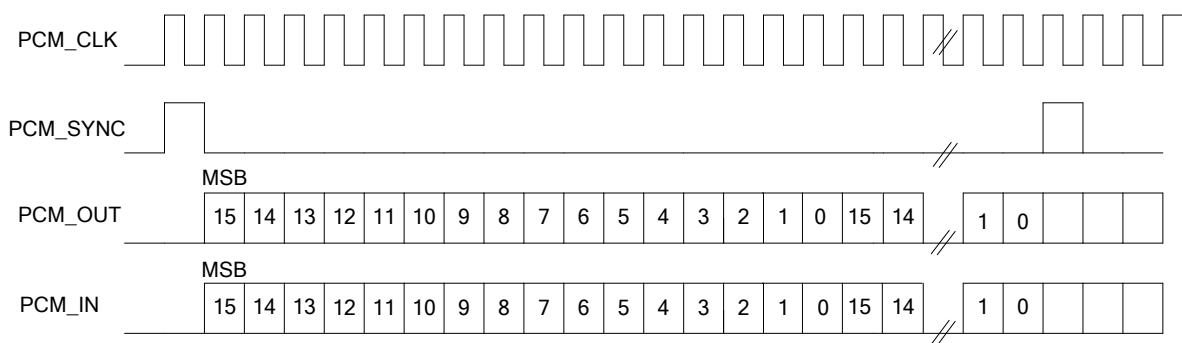 PCM_CLK
PCM_SYNC
MSB
PCM_OUT 15 14 13 12 11 10 9 8 7 6 5 4 3 2 1 0 15 14 1 0
MSB
PCM_IN 15 14 13 12 11 10 9 8 7 6 5 4 3 2 1 0 15 14 1 0